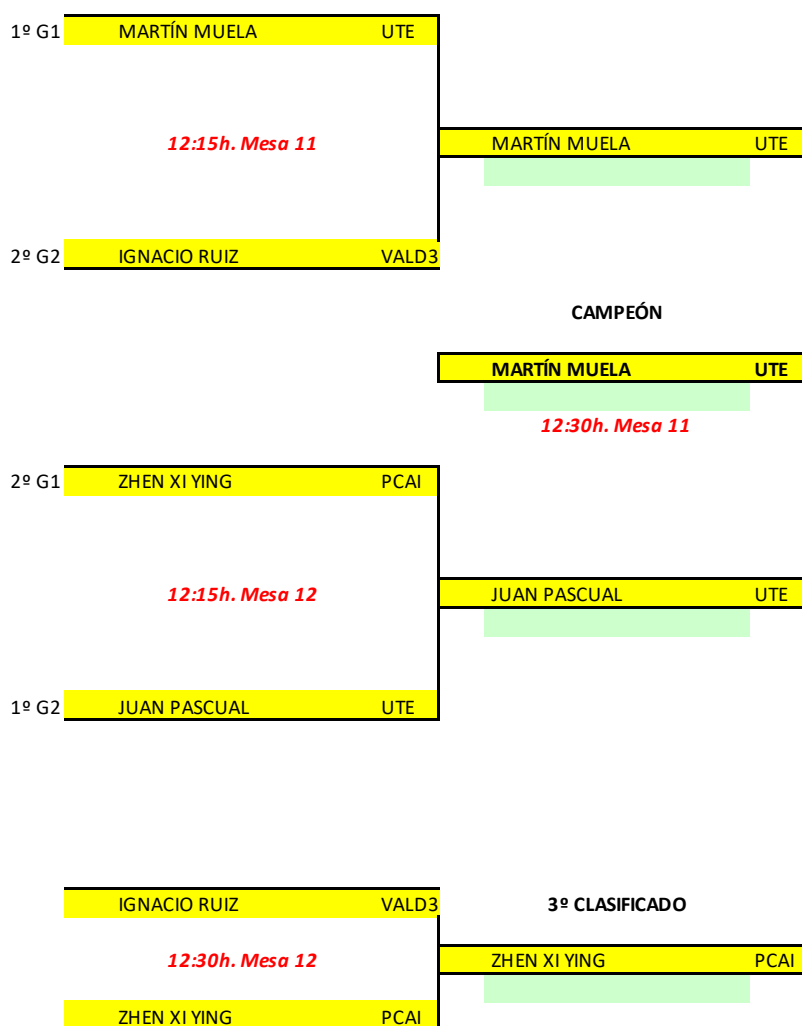 1º G1 MARTÍN MUELA UTE
12:15h. Mesa 11 MARTÍN MUELA UTE
2º G2 IGNACIO RUIZ VALD3
CAMPEÓN
MARTÍN MUELA UTE
12:30h. Mesa 11
2º G1 ZHEN XI YING PCAI
12:15h. Mesa 12 JUAN PASCUAL UTE
1º G2 JUAN PASCUAL UTE
IGNACIO RUIZ VALD3 3º CLASIFICADO
12:30h. Mesa 12 ZHEN XI YING PCAI
ZHEN XI YING PCAI